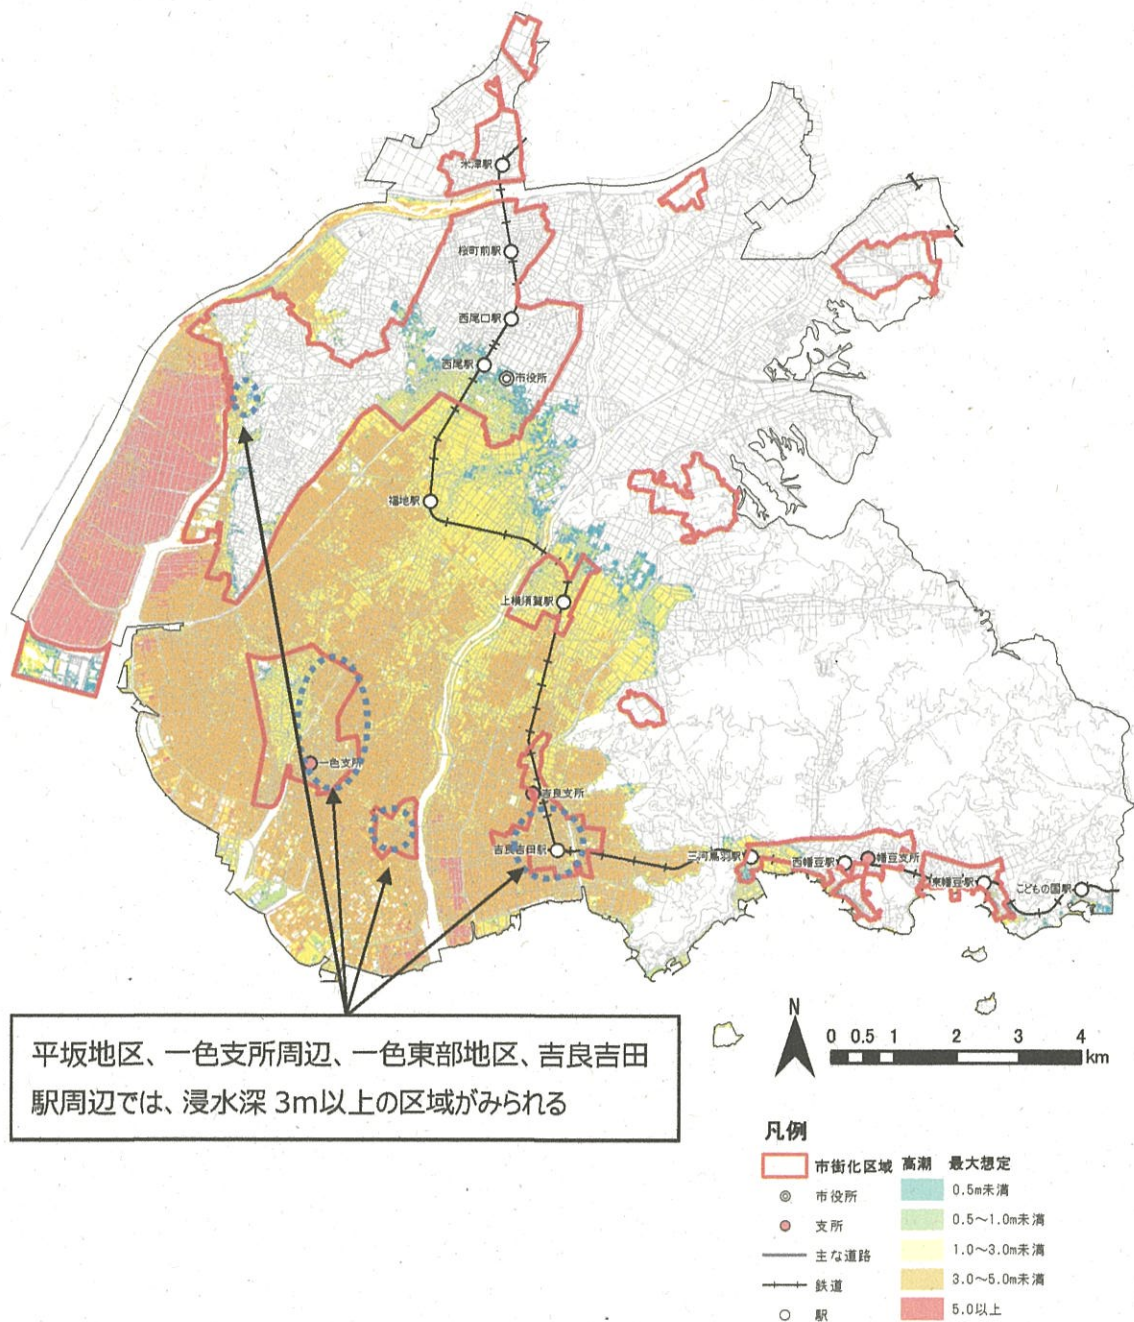 米津駅
桜町前駅
西尾口駅
西尾駅
市役所
福地駅
上横須賀駅
一色支所
吉良支所
吉良吉田駅
三河鳥羽駅
西幡豆駅
幡豆支所
東幡豆駅
こどもの国駅
平坂地区、一色支所周辺、一色東部地区、吉良吉田
駅周辺では、浸水深 3m以上の区域がみられる
N
0 0.5 1 2 3 4
km
凡例
市街化区域
市役所
支所
主な道路
鉄道
駅
高潮 最大想定
0.5m未満
0.5～1.0m未満
1.0～3.0m未満
3.0～5.0m未満
5.0以上